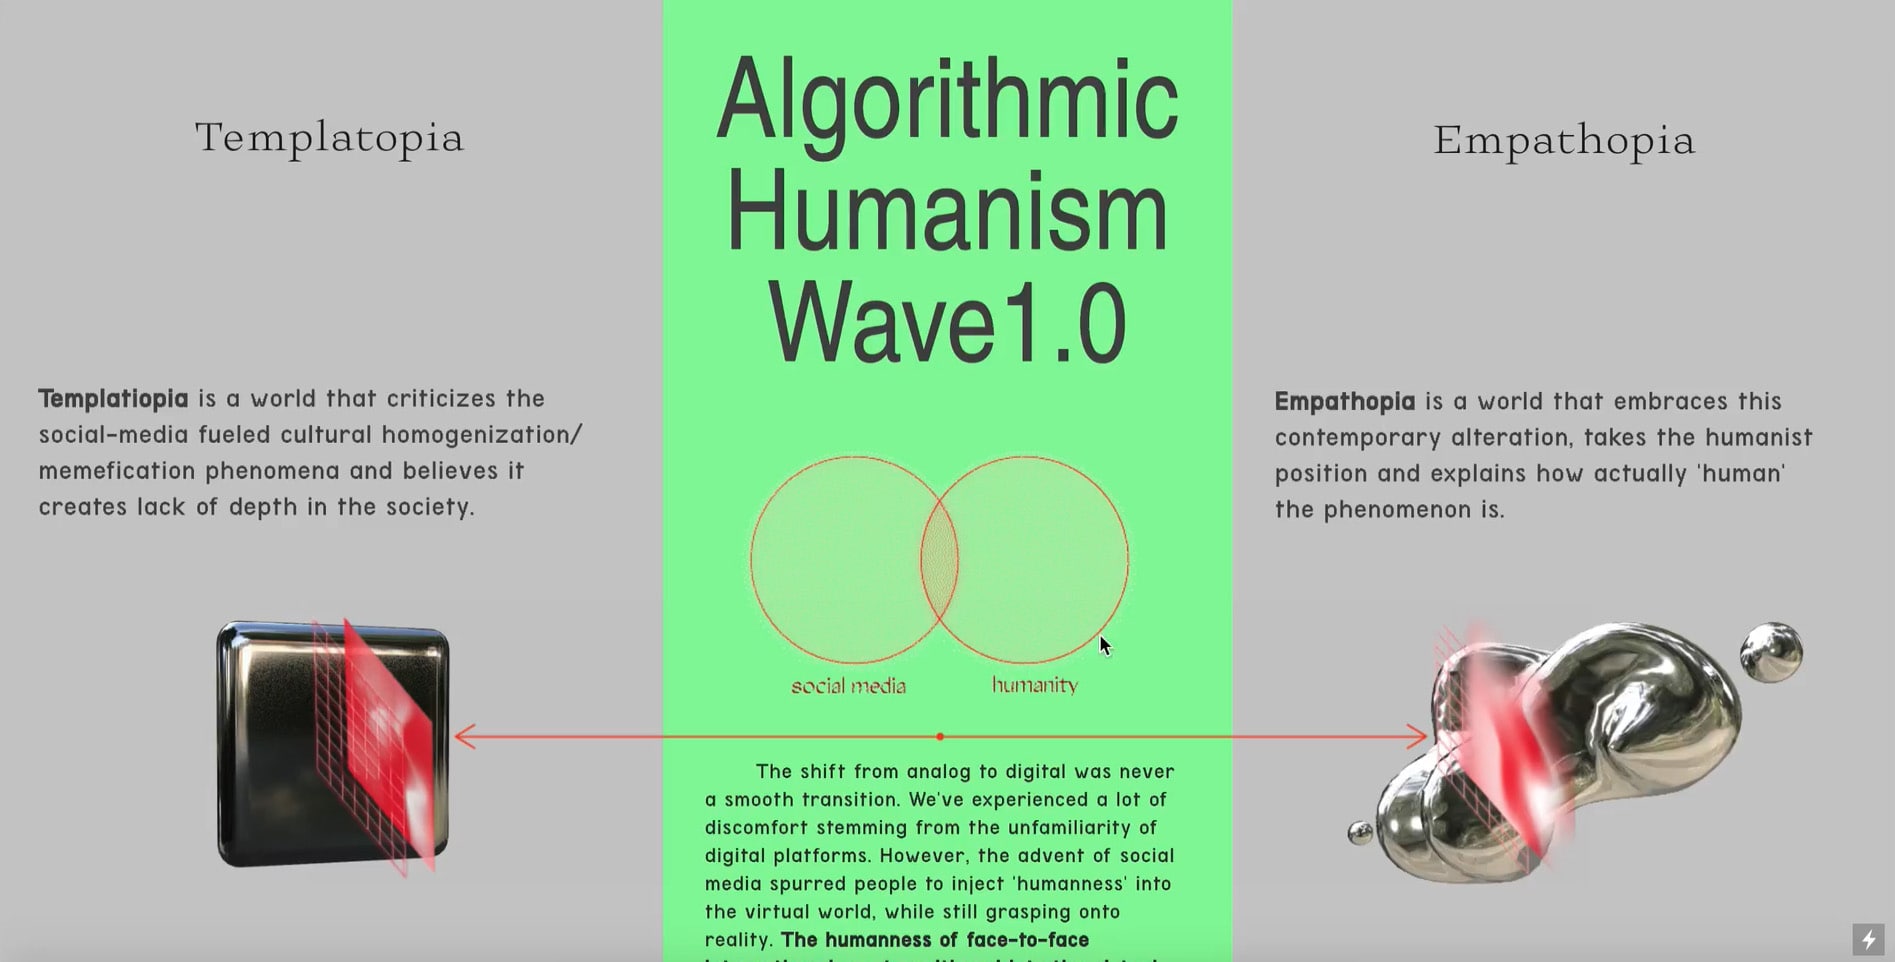 Templatopia
Templatiopia is a world that criticizes the
social-media fueled cultural homogenization/
memefication phenomena and believes it
creates lack of depth in the society.
Algorithmic
Humanism
Wave1.0
social media
humanity
The shift from analog to digital was never
a smooth transition. We've experienced a lot of
discomfort stemming from the unfamiliarity of
digital platforms. However, the advent of social
media spurred people to inject 'humanness' into
the virtual world, while still grasping onto
reality. The humanness of face-to-face
Empathopia
Empathopia is a world that embraces this
contemporary alteration, takes the humanist
position and explains how actually 'human'
the phenomenon is.